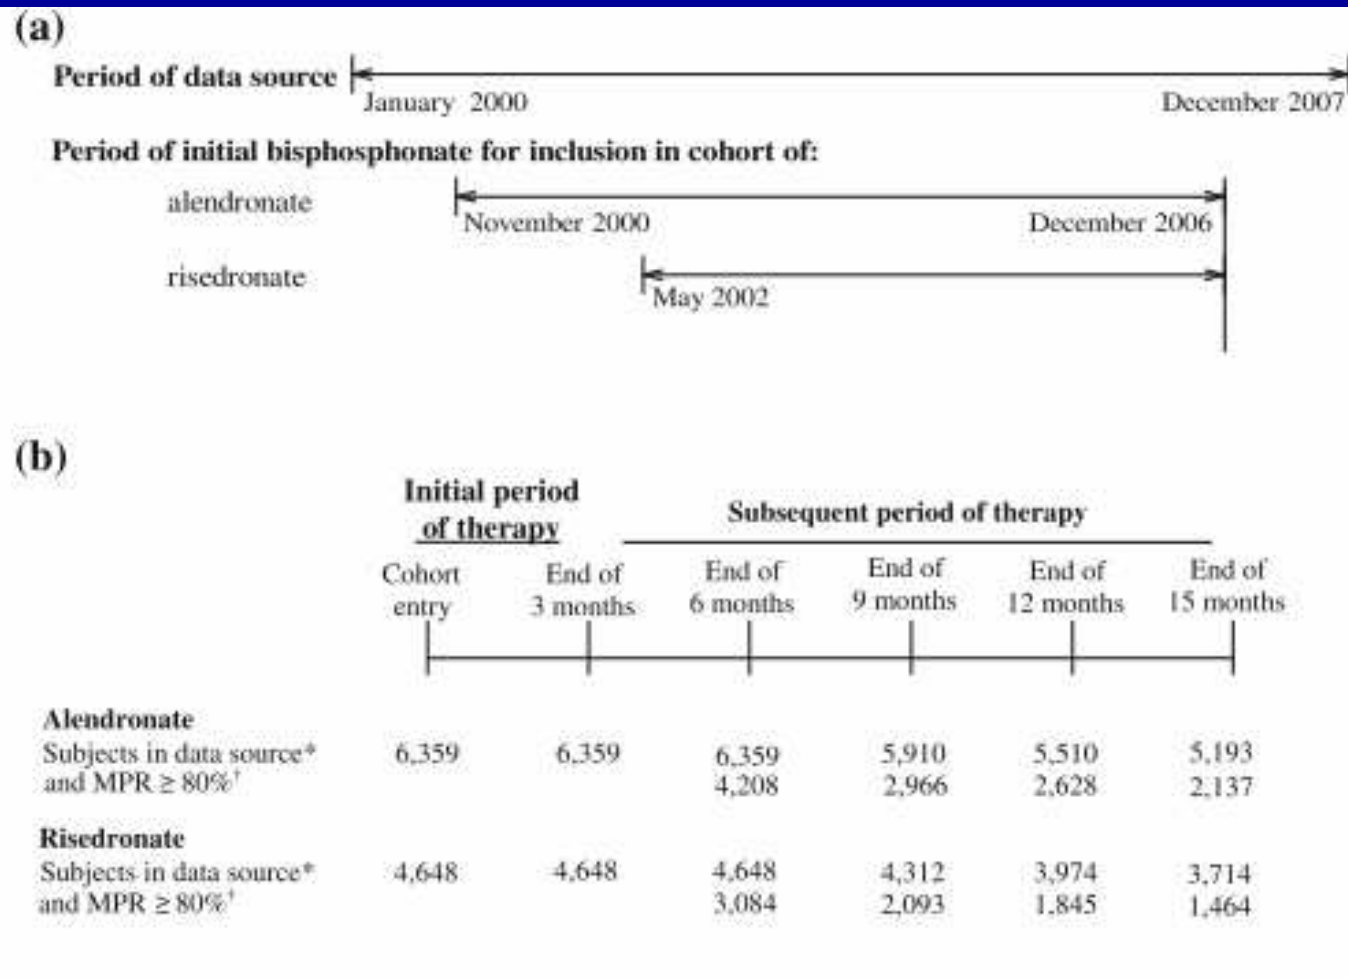 (a)
Period of data source
January 2000 December 2007
Period of initial bisphosphonate for inclusion in cohort of:
alendronate
November 2000 December 2006
risedronate
May 2002
(b)
Initial period
of therapy
Subsequent period of therapy
Cohort End of End of End of End of End of
entry 3 months 6 months 9 months 12 months 15 months
Alendronate
Subjects in data source* 6,359 6,359 6,359 5,910 5,510 5,193
and MPR ≥ 80%† 4,208 2,966 2,628 2,137
Risedronate
Subjects in data source* 4,648 4,648 4,648 4,312 3,974 3,714
and MPR ≥ 80%† 3,084 2,093 1,845 1,464